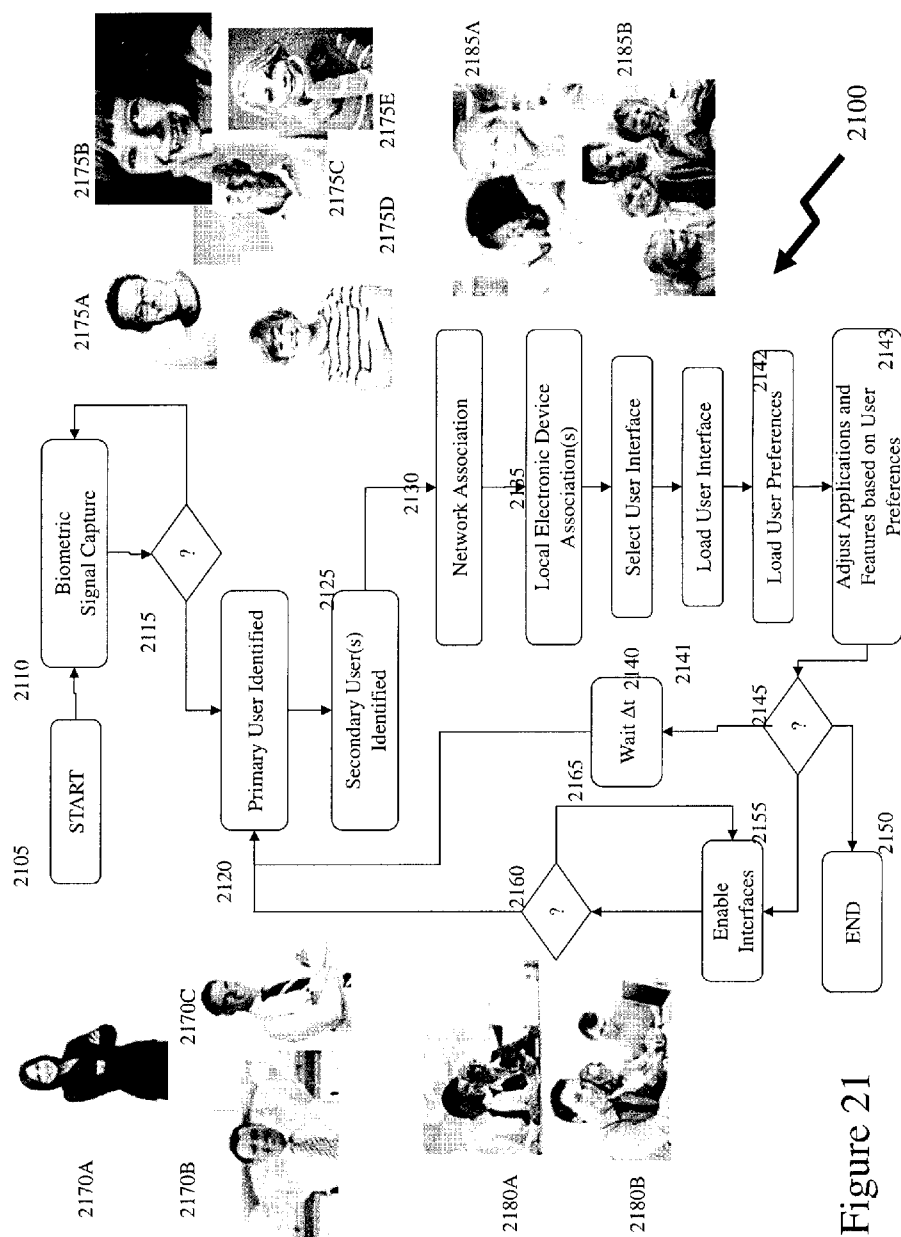 2105
START
2110
Biometric
Signal Capture
2115
?
2120
Primary User Identified
2125
Secondary User(s)
Identified
2130
Network Association
2135
Local Electronic Device
Association(s)
Select User Interface
Load User Interface
2142
Load User Preferences
2143
Adjust Applications and
Features based on User
Preferences
2140
2141
Wait Δt
2145
?
2150
END
2155
Enable
Interfaces
2160
?
2165
2170A
2170B
2170C
2175A
2175B
2175C
2175D
2175E
2180A
2180B
2185A
2185B
2100
Figure 21